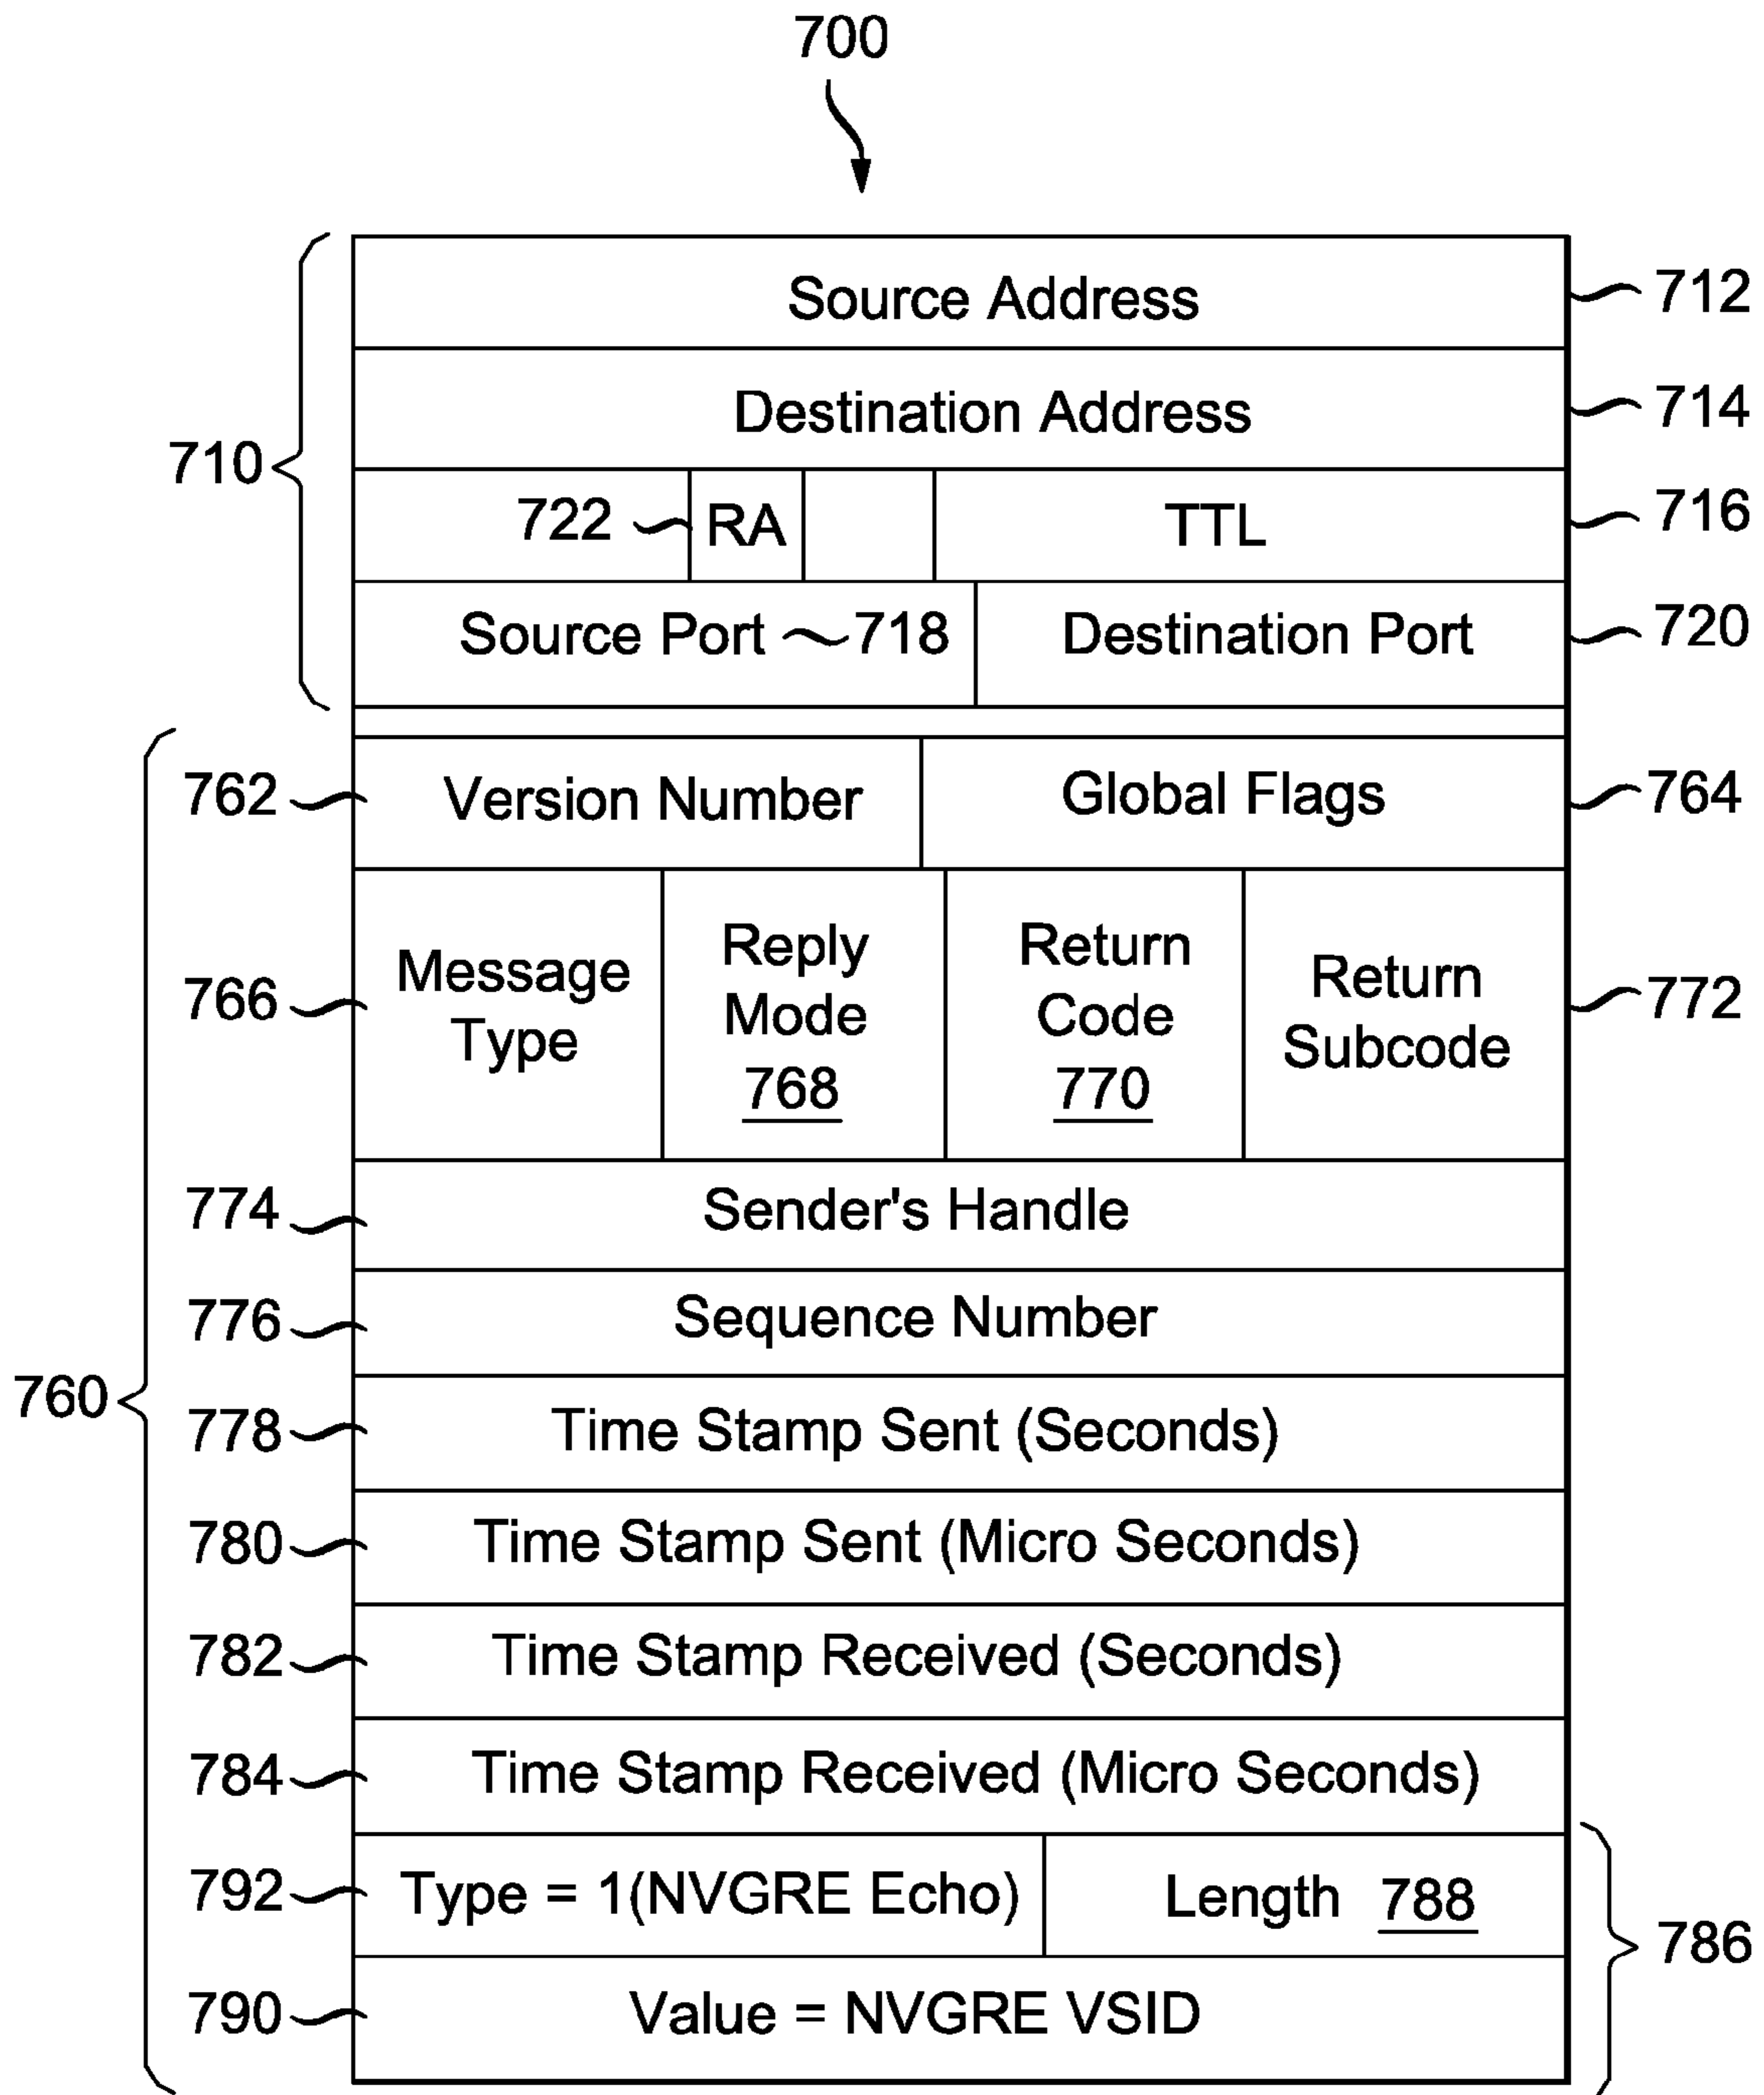 700
Source Address 712
Destination Address 714
710
722 RA TTL 716
Source Port 718 Destination Port 720
762 Version Number Global Flags 764
766 Message Type Reply Mode 768 Return Code 770 Return Subcode 772
774 Sender's Handle
776 Sequence Number
760
778 Time Stamp Sent (Seconds)
780 Time Stamp Sent (Micro Seconds)
782 Time Stamp Received (Seconds)
784 Time Stamp Received (Micro Seconds)
792 Type = 1(NVGRE Echo) Length 788
786
790 Value = NVGRE VSID